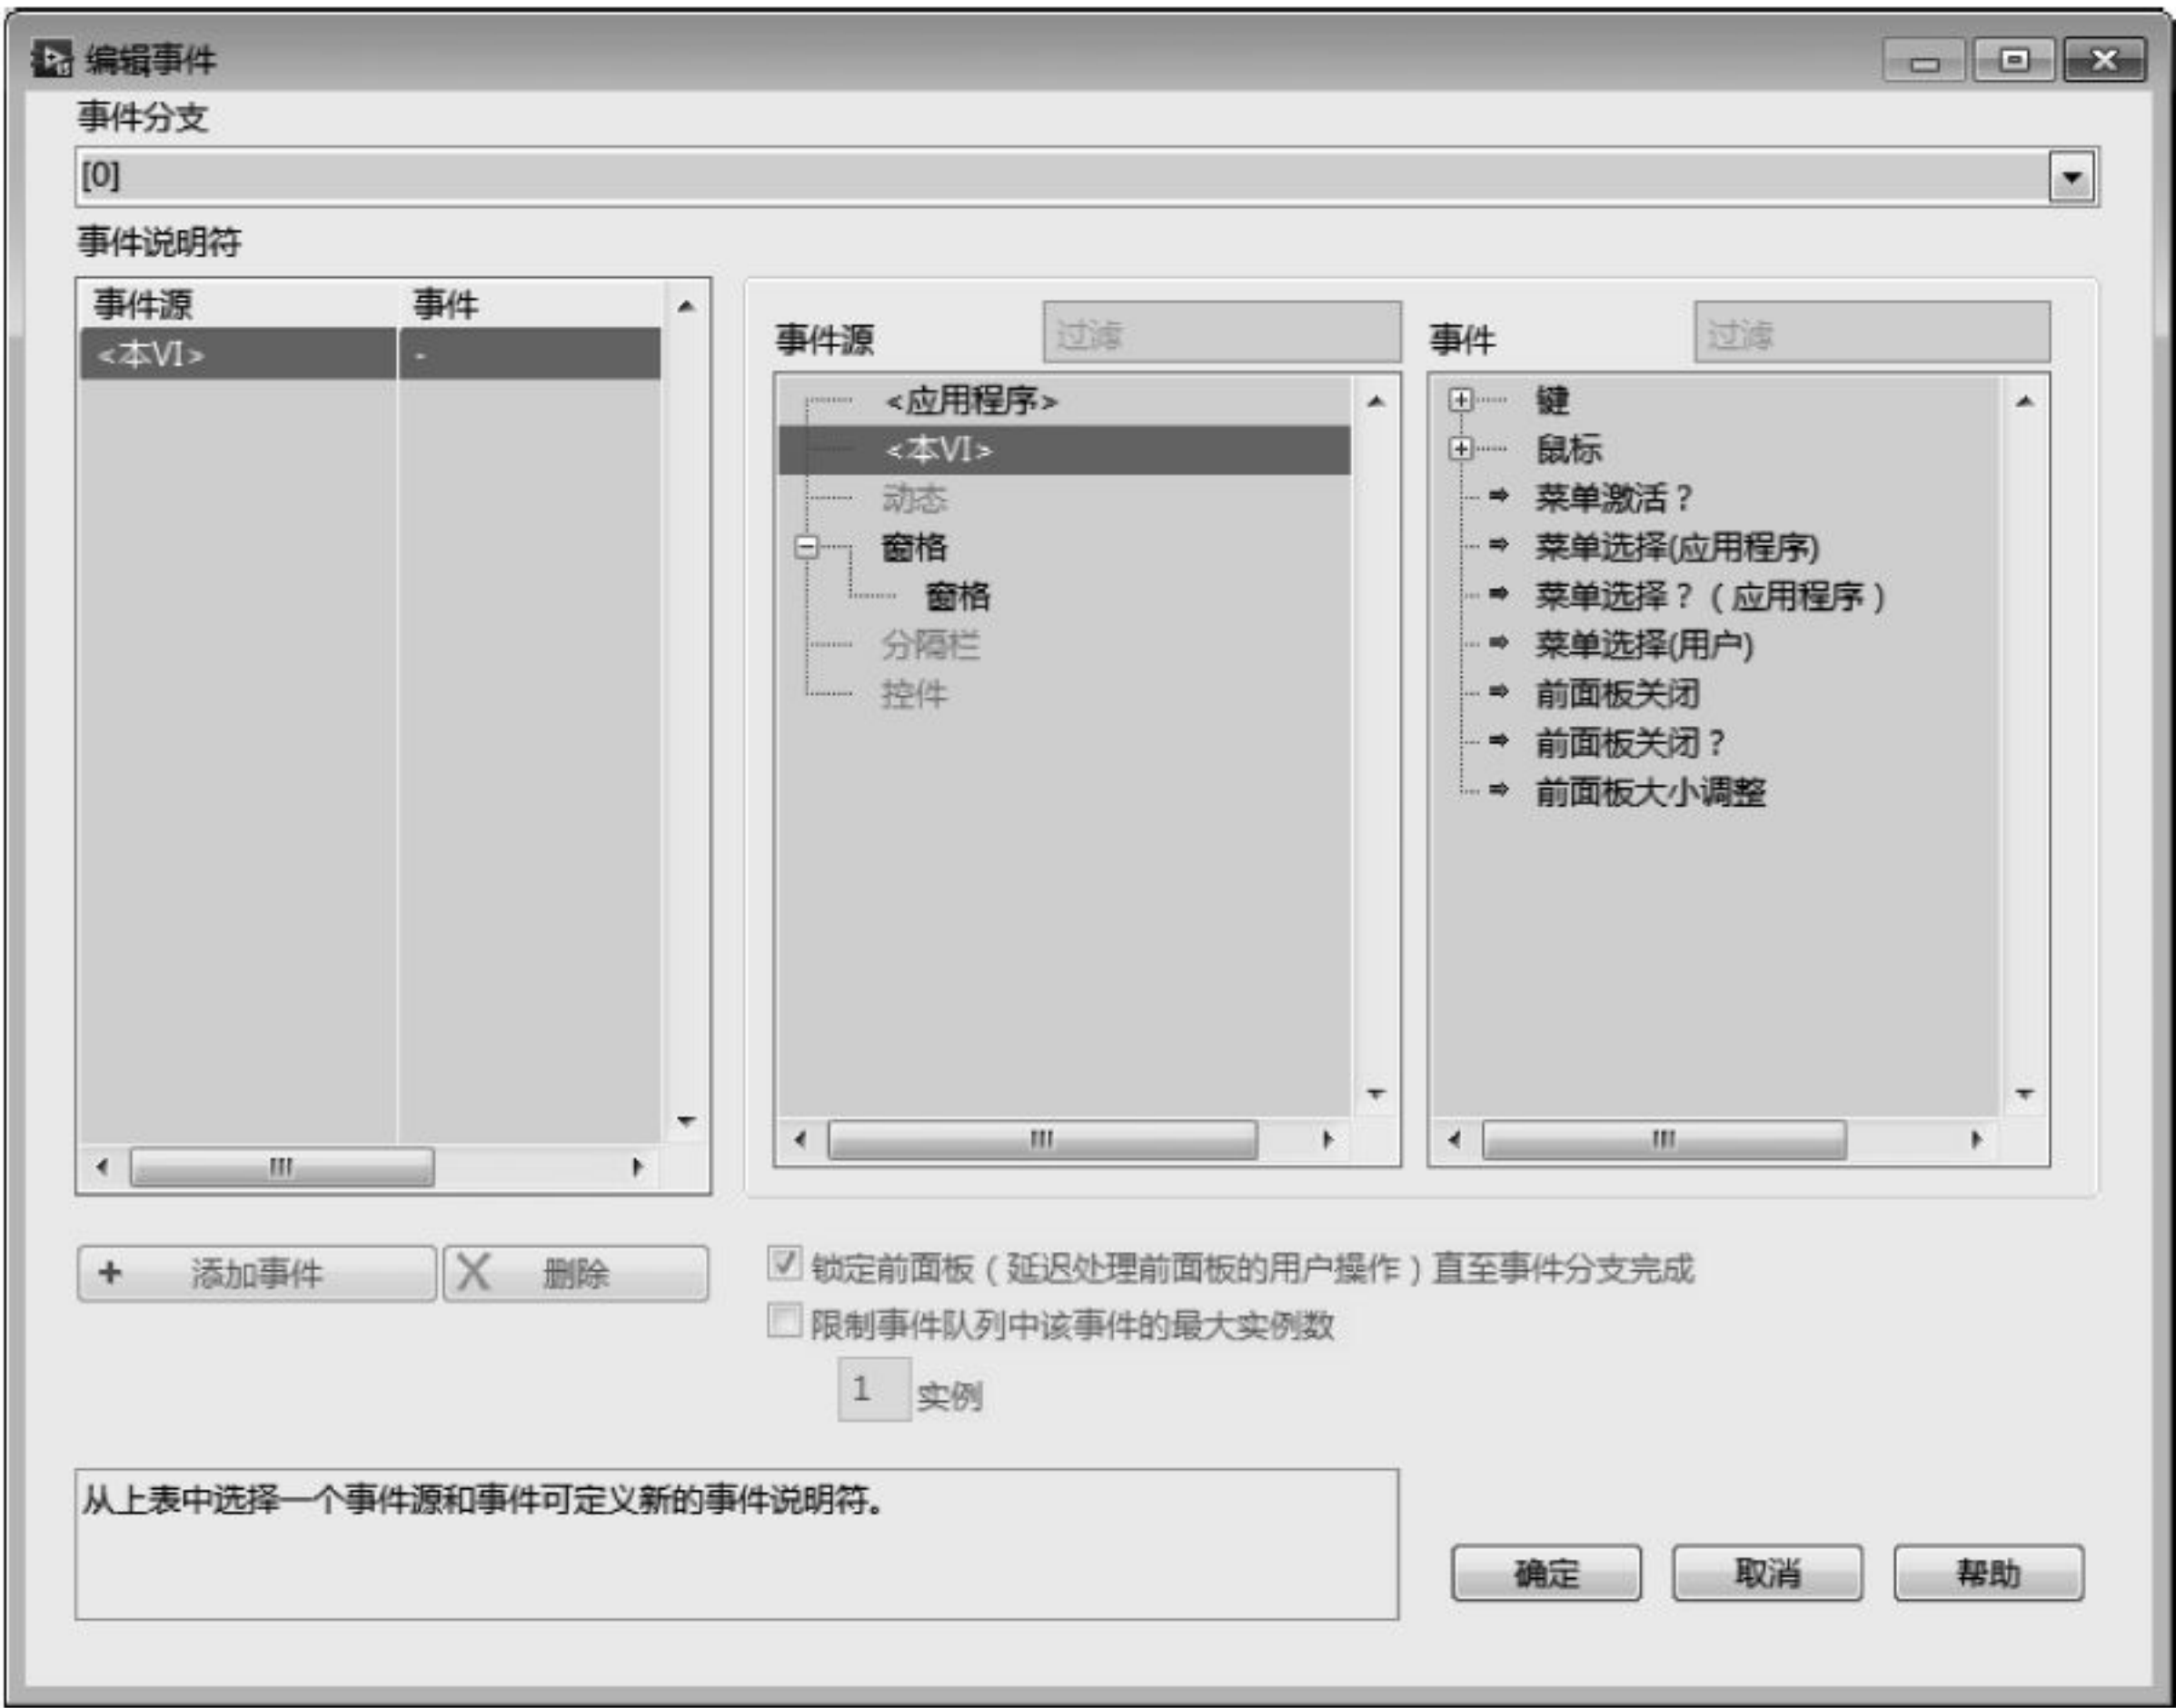 编辑事件
事件分支
[0]
事件说明符
事件源 事件
<本VI> -
事件源 过滤
<应用程序>
<本VI>
动态
窗格
窗格
分隔栏
控件
事件 过滤
键
鼠标
菜单激活？
菜单选择(应用程序)
菜单选择？（应用程序）
菜单选择(用户)
前面板关闭
前面板关闭？
前面板大小调整
添加事件 删除
锁定前面板（延迟处理前面板的用户操作）直至事件分支完成
限制事件队列中该事件的最大实例数
1 实例
从上表中选择一个事件源和事件可定义新的事件说明符。
确定 取消 帮助